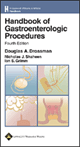 Handbook of
Gastroenterologic
Procedures
Fourth Edition
Douglas A. Drossman
Nicholas J. Shaheen
Ian S. Grimm